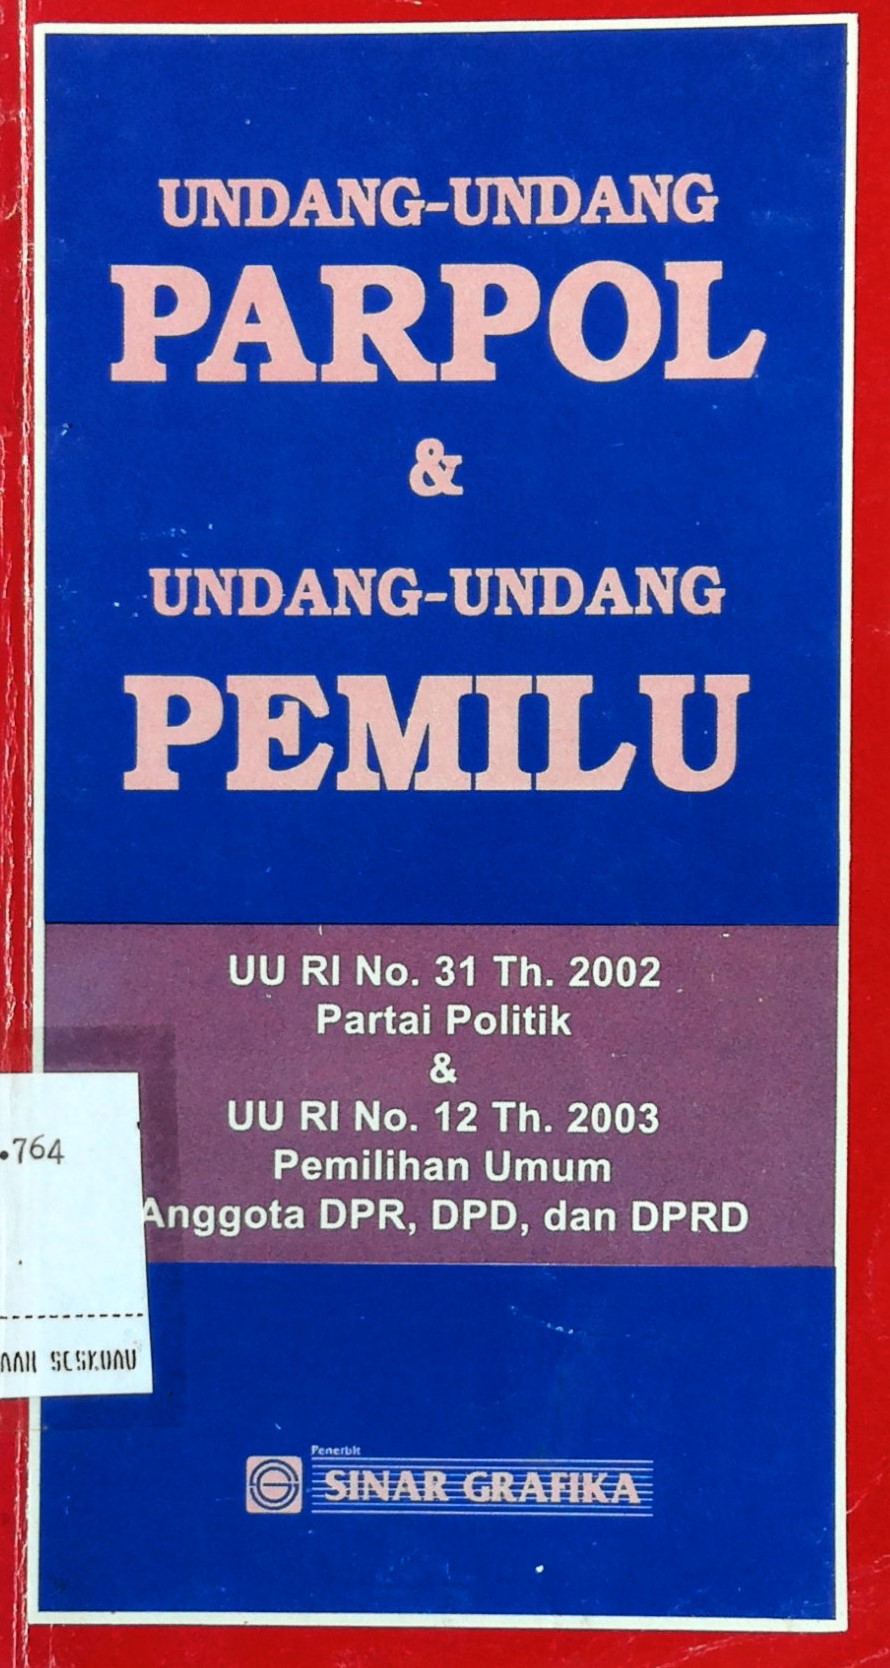 UNDANG-UNDANG
PARPOL
&
UNDANG-UNDANG
PEMILU
UU RI No. 31 Th. 2002
Partai Politik
&
UU RI No. 12 Th. 2003
Pemilihan Umum
Anggota DPR, DPD, dan DPRD
.764
SESKOAU
Penerbit
SINAR GRAFIKA